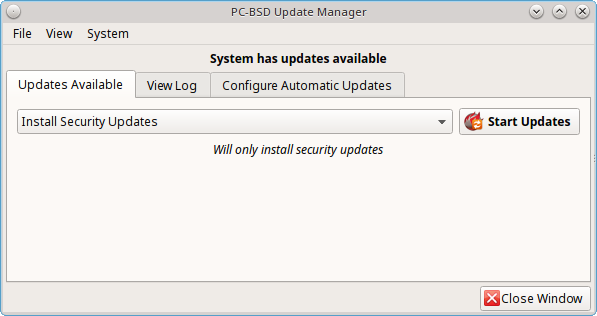 PC-BSD Update Manager
File View System
System has updates available
Updates Available View Log Configure Automatic Updates
Install Security Updates Start Updates
Will only install security updates
Close Window